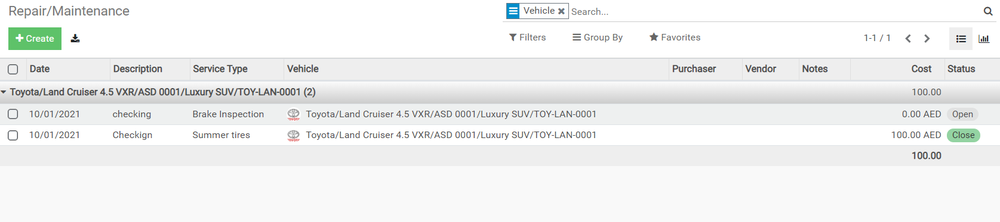 Repair/Maintenance
Vehicle
Search...
Create
Filters
Group By
Favorites
1-1 / 1
Date Description Service Type Vehicle Purchaser Vendor Notes Cost Status
Toyota/Land Cruiser 4.5 VXR/ASD 0001/Luxury SUV/TOY-LAN-0001 (2) 100.00
10/01/2021 checking Brake Inspection TOYOTA Toyota/Land Cruiser 4.5 VXR/ASD 0001/Luxury SUV/TOY-LAN-0001 0.00 AED Open
10/01/2021 Checkign Summer tires TOYOTA Toyota/Land Cruiser 4.5 VXR/ASD 0001/Luxury SUV/TOY-LAN-0001 100.00 AED Close
100.00